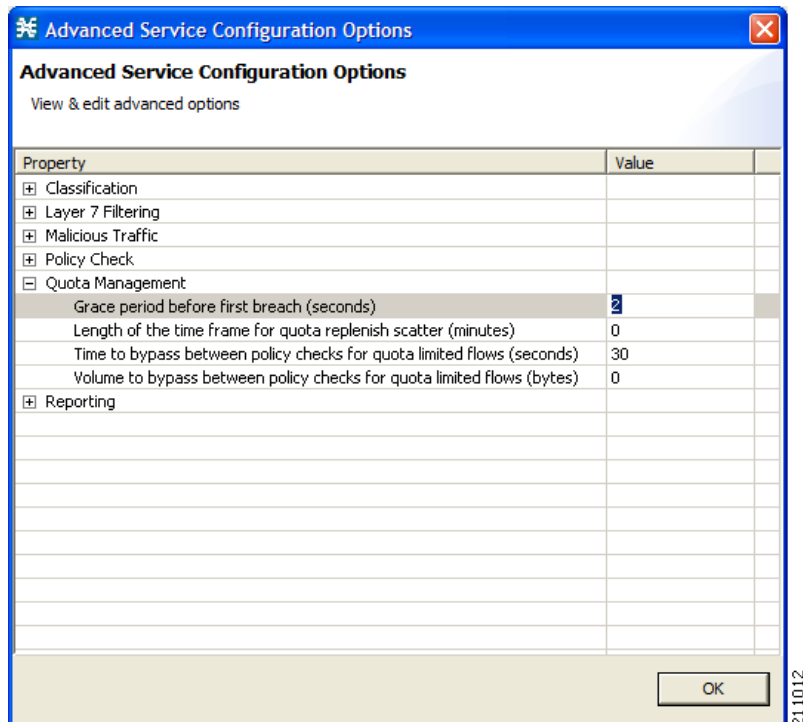 Advanced Service Configuration Options
Advanced Service Configuration Options
View & edit advanced options
Property Value
Classification
Layer 7 Filtering
Malicious Traffic
Policy Check
Quota Management
Grace period before first breach (seconds) 2
Length of the time frame for quota replenish scatter (minutes) 0
Time to bypass between policy checks for quota limited flows (seconds) 30
Volume to bypass between policy checks for quota limited flows (bytes) 0
Reporting
OK
211012